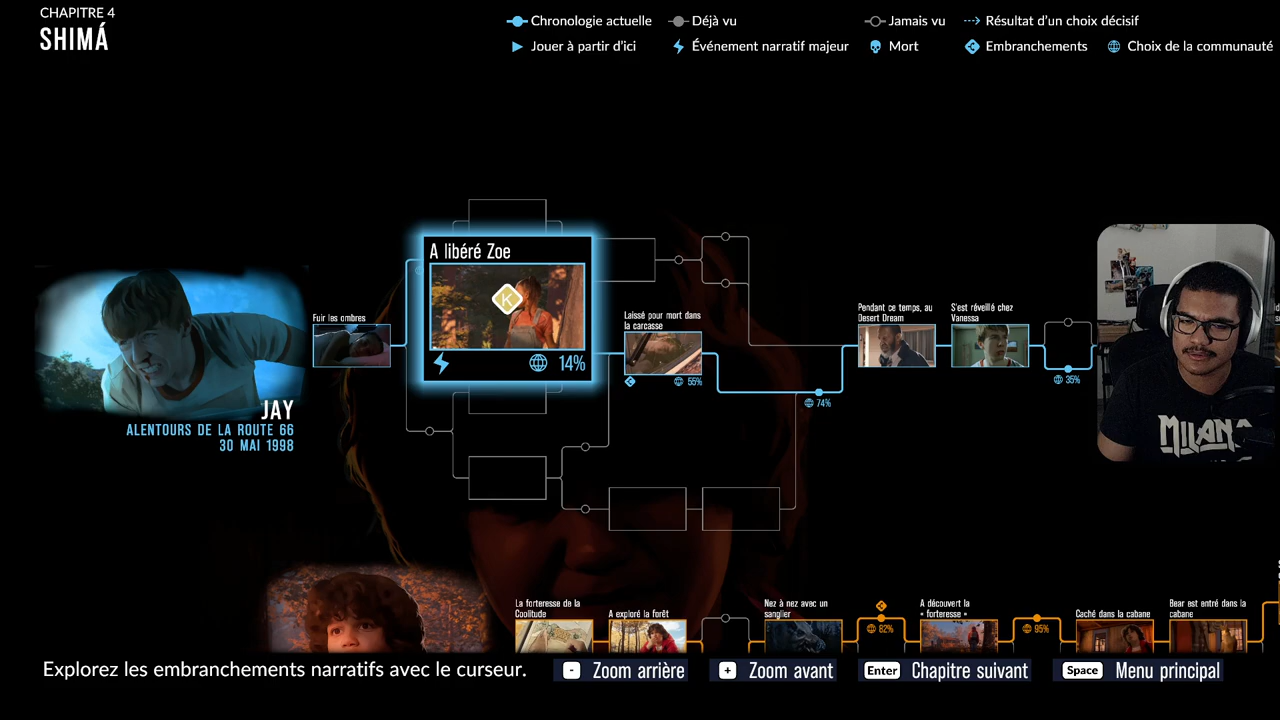 CHAPITRE 4
SHIMÁ
Chronologie actuelle
Déjà vu
Jamais vu
Résultat d'un choix décisif
Jouer à partir d'ici
Événement narratif majeur
Mort
Embranchements
Choix de la communauté
A libéré Zoe
K
14%
Fuir les ombres
Laissé pour mort dans
la carcasse
55%
74%
Pendant ce temps, au
Desert Dream
S'est réveillé chez
Vanessa
35%
MILANO
JAY
ALENTOURS DE LA ROUTE 66
30 MAI 1998
La forteresse de la
Coolitude
A exploré la forêt
Nez à nez avec un
sanglier
82%
A découvert la
« forteresse »
95%
Caché dans la cabane
Bear est entré dans la
cabane
Explorez les embranchements narratifs avec le curseur.
- Zoom arrière
+ Zoom avant
Enter Chapitre suivant
Space Menu principal